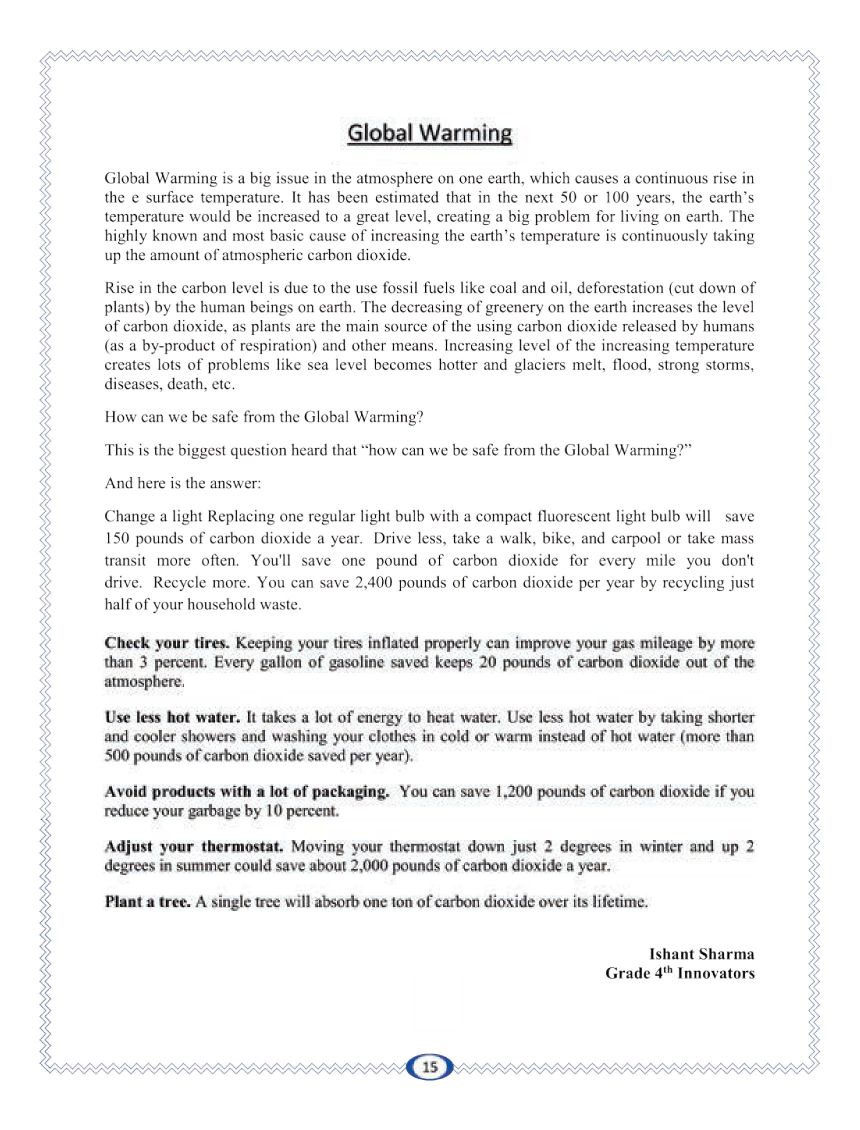 Global Warming
Global Warming is a big issue in the atmosphere on one earth, which causes a continuous rise in
the e surface temperature. It has been estimated that in the next 50 or 100 years, the earth’s
temperature would be increased to a great level, creating a big problem for living on earth. The
highly known and most basic cause of increasing the earth’s temperature is continuously taking
up the amount of atmospheric carbon dioxide.
Rise in the carbon level is due to the use fossil fuels like coal and oil, deforestation (cut down of
plants) by the human beings on earth. The decreasing of greenery on the earth increases the level
of carbon dioxide, as plants are the main source of the using carbon dioxide released by humans
(as a by-product of respiration) and other means. Increasing level of the increasing temperature
creates lots of problems like sea level becomes hotter and glaciers melt, flood, strong storms,
diseases, death, etc.
How can we be safe from the Global Warming?
This is the biggest question heard that “how can we be safe from the Global Warming?”
And here is the answer:
Change a light Replacing one regular light bulb with a compact fluorescent light bulb will save
150 pounds of carbon dioxide a year. Drive less, take a walk, bike, and carpool or take mass
transit more often. You'll save one pound of carbon dioxide for every mile you don't
drive. Recycle more. You can save 2,400 pounds of carbon dioxide per year by recycling just
half of your household waste.
Check your tires. Keeping your tires inflated properly can improve your gas mileage by more
than 3 percent. Every gallon of gasoline saved keeps 20 pounds of carbon dioxide out of the
atmosphere.
Use less hot water. It takes a lot of energy to heat water. Use less hot water by taking shorter
and cooler showers and washing your clothes in cold or warm instead of hot water (more than
500 pounds of carbon dioxide saved per year).
Avoid products with a lot of packaging. You can save 1,200 pounds of carbon dioxide if you
reduce your garbage by 10 percent.
Adjust your thermostat. Moving your thermostat down just 2 degrees in winter and up 2
degrees in summer could save about 2,000 pounds of carbon dioxide a year.
Plant a tree. A single tree will absorb one ton of carbon dioxide over its lifetime.
Ishant Sharma
Grade 4th Innovators
15